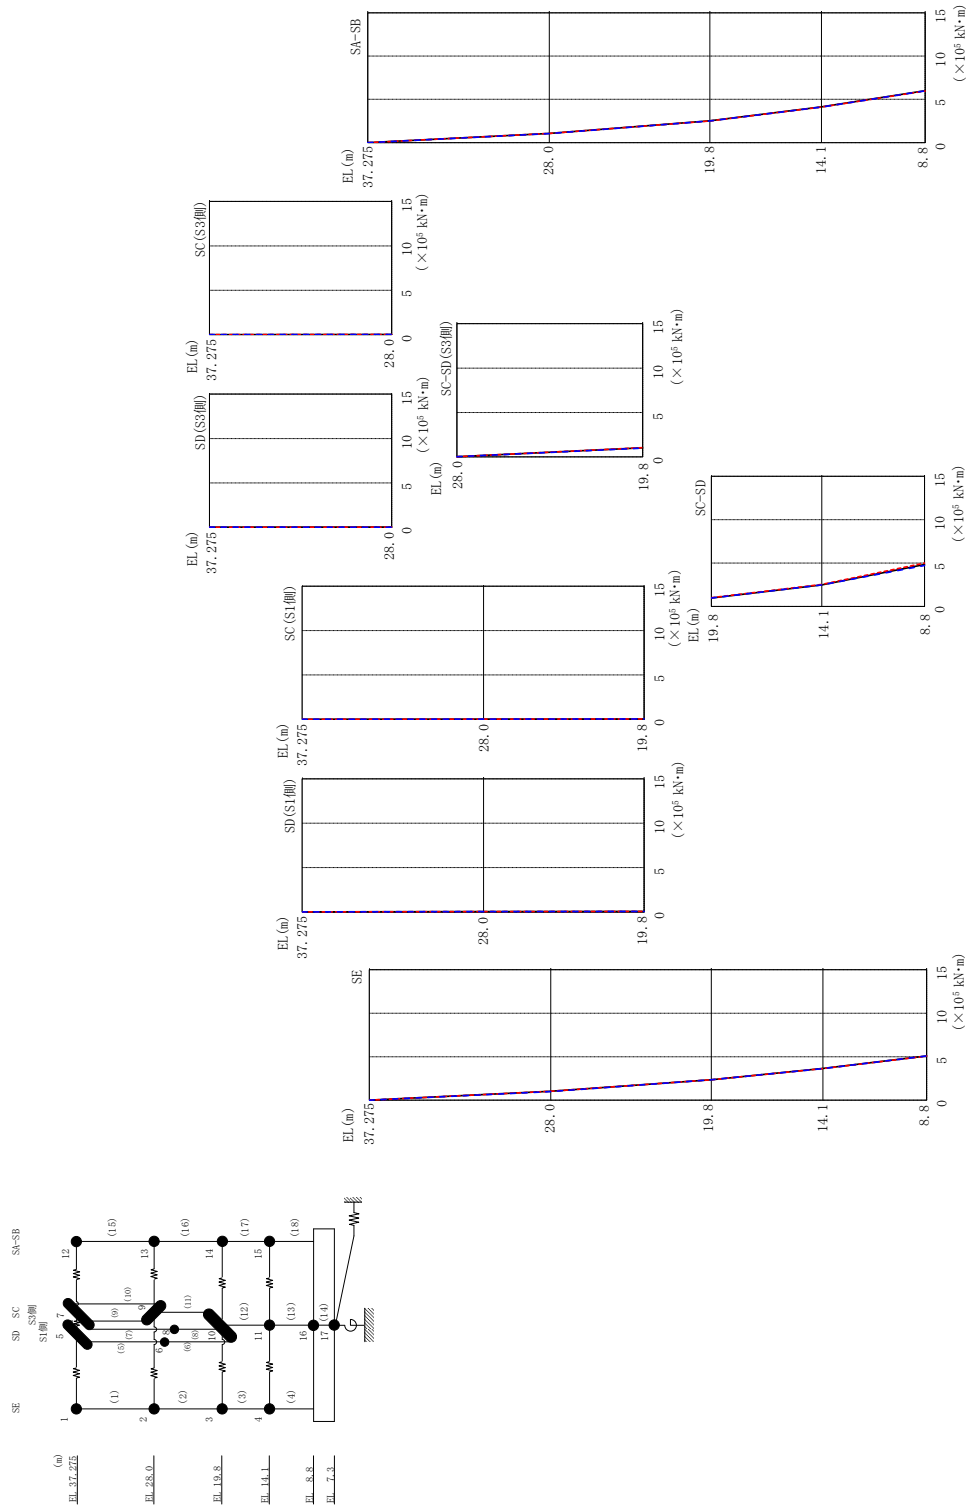 (m)
EL 37.275
EL 28.0
EL 19.8
EL 14.1
EL 8.8
EL 7.3
SE
SD
SC
SA-SB
S1側
S3側
1
2
3
4
5
6
7
8
9
10
11
12
13
14
15
16
17
(1)
(2)
(3)
(4)
(5)
(6)
(7)
(8)
(9)
(10)
(11)
(12)
(13)
(14)
(15)
(16)
(17)
(18)
SE
EL(m)
37.275
28.0
19.8
14.1
8.8
0
5
10
15
(×10⁵ kN·m)
SD(S1側)
EL(m)
37.275
28.0
19.8
0
5
10
15
(×10⁵ kN·m)
SC(S1側)
EL(m)
37.275
28.0
19.8
0
5
10
15
(×10⁵ kN·m)
SD(S3側)
EL(m)
37.275
28.0
0
5
10
15
(×10⁵ kN·m)
SC(S3側)
EL(m)
37.275
28.0
0
5
10
15
(×10⁵ kN·m)
SC-SD(S3側)
EL(m)
28.0
19.8
0
5
10
15
(×10⁵ kN·m)
SC-SD
EL(m)
19.8
14.1
8.8
0
5
10
15
(×10⁵ kN·m)
SA-SB
EL(m)
37.275
28.0
19.8
14.1
8.8
0
5
10
15
(×10⁵ kN·m)